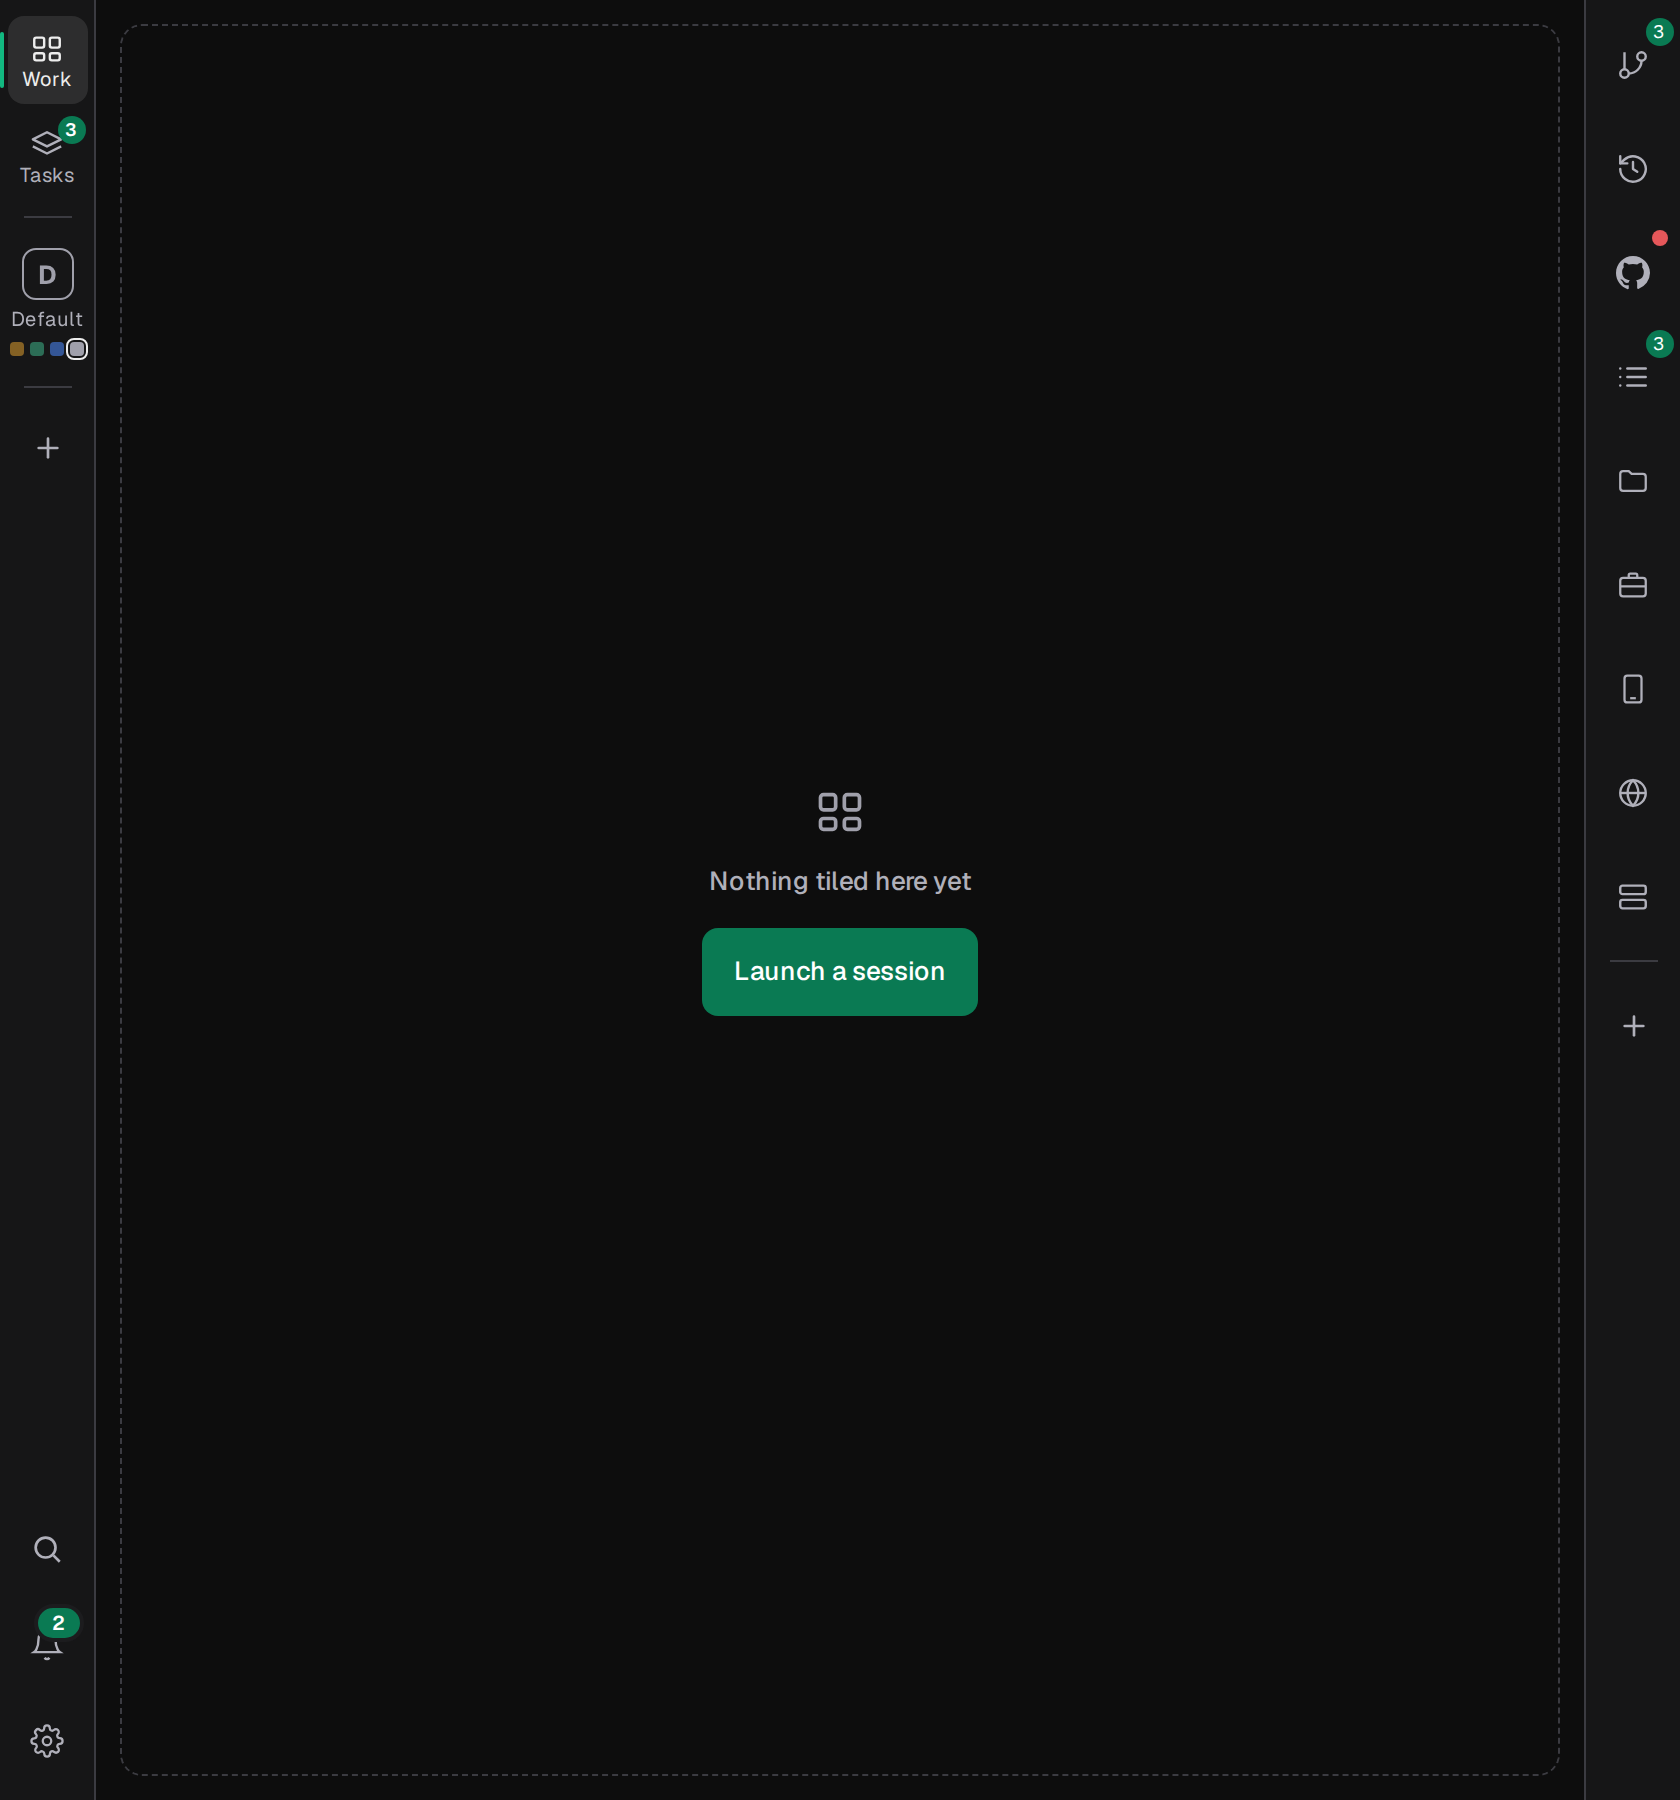 Work
3
Tasks
D
Default
2
Nothing tiled here yet
Launch a session
3
3